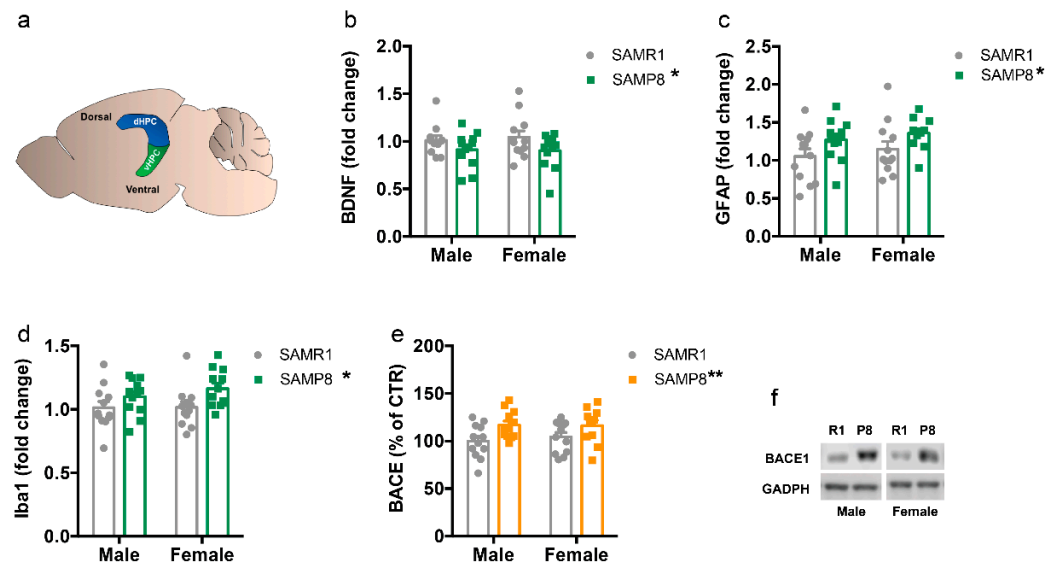 a
Dorsal
dHPC
vHPC
Ventral
b
BDNF (fold change)
2.0
1.5
1.0
0.5
0.0
Male Female
SAMR1
SAMP8 *
c
GFAP (fold change)
2.5
2.0
1.5
1.0
0.5
0.0
Male Female
SAMR1
SAMP8 *
d
Iba1 (fold change)
1.5
1.0
0.5
0.0
Male Female
SAMR1
SAMP8 *
e
BACE (% of CTR)
200
150
100
50
0
Male Female
SAMR1
SAMP8**
f
R1 P8 R1 P8
BACE1
GADPH
Male Female